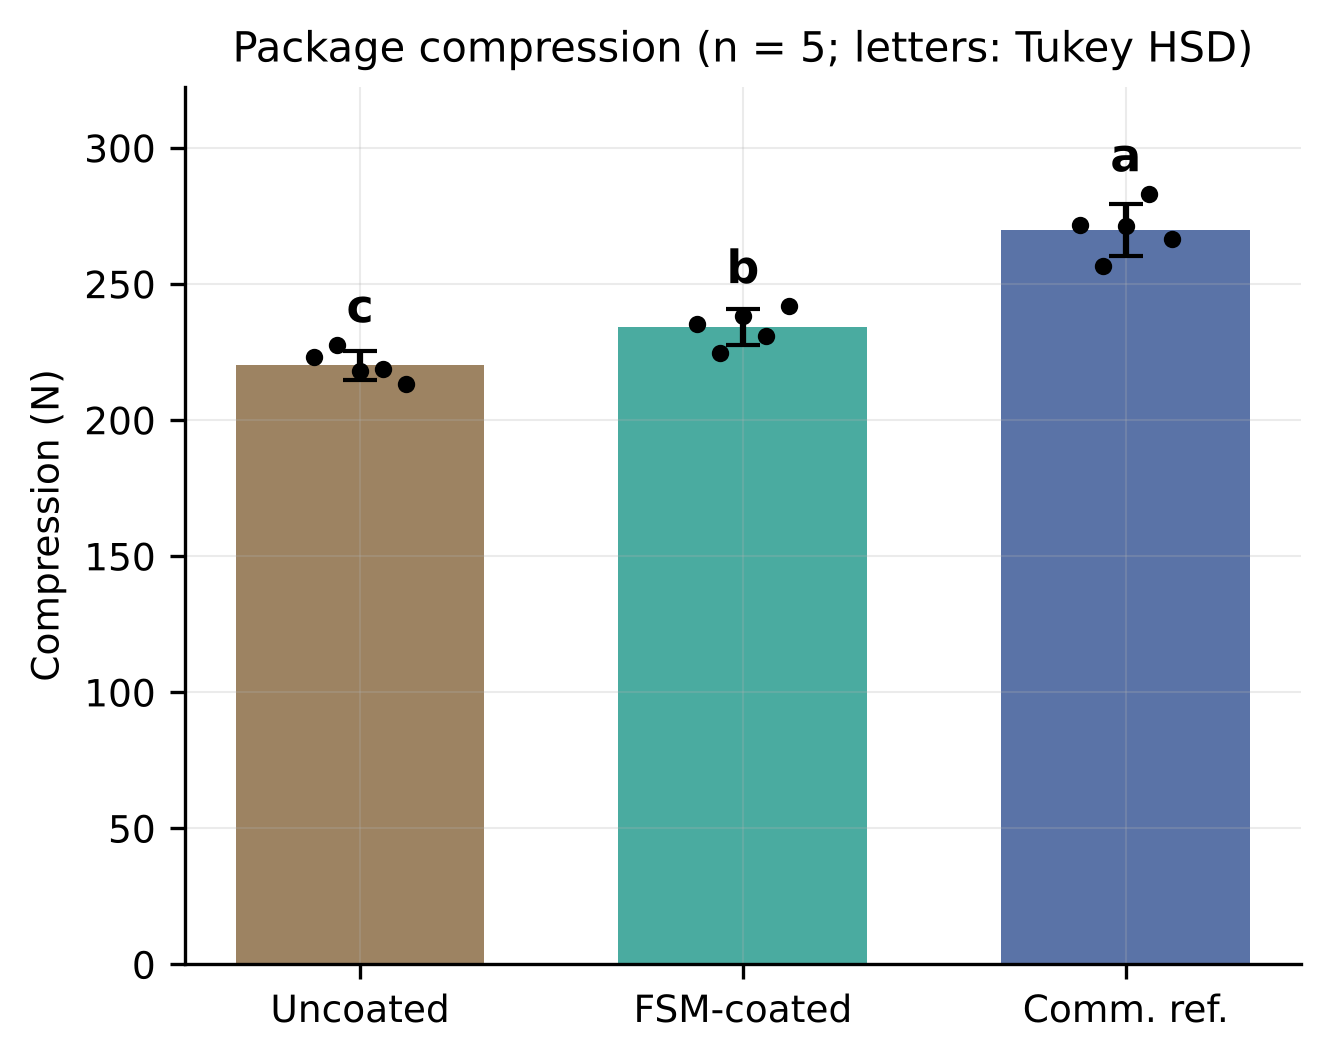 Package compression (n = 5; letters: Tukey HSD)
Compression (N)
300
250
200
150
100
50
0
c
b
a
Uncoated
FSM-coated
Comm. ref.